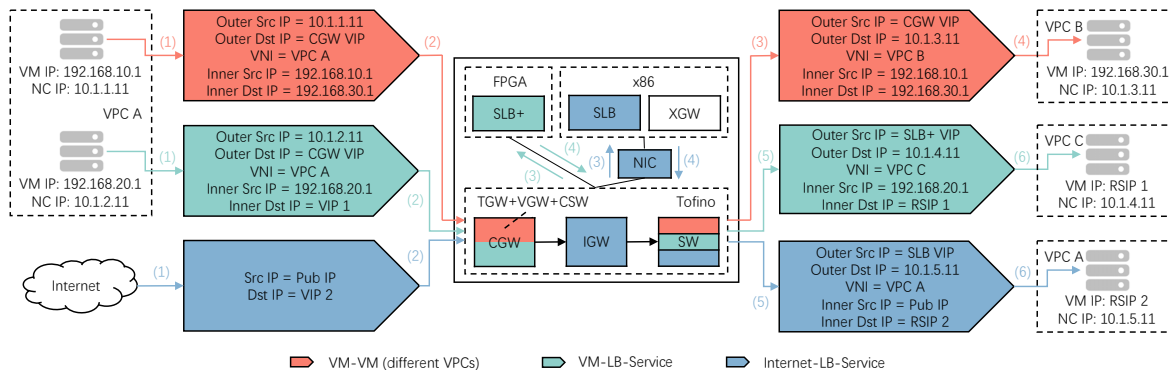 VM IP: 192.168.10.1
NC IP: 10.1.1.11
VPC A
VM IP: 192.168.20.1
NC IP: 10.1.2.11
Internet
(1)
Outer Src IP = 10.1.1.11
Outer Dst IP = CGW VIP
VNI = VPC A
Inner Src IP = 192.168.10.1
Inner Dst IP = 192.168.30.1
(2)
(1)
Outer Src IP = 10.1.2.11
Outer Dst IP = CGW VIP
VNI = VPC A
Inner Src IP = 192.168.20.1
Inner Dst IP = VIP 1
(2)
(1)
Src IP = Pub IP
Dst IP = VIP 2
(2)
FPGA
SLB+
x86
SLB
XGW
NIC
(4)
(3)
(3)
(4)
TGW+VGW+CSW
Tofino
CGW
IGW
SW
(3)
Outer Src IP = CGW VIP
Outer Dst IP = 10.1.3.11
VNI = VPC B
Inner Src IP = 192.168.10.1
Inner Dst IP = 192.168.30.1
(4)
VPC B
VM IP: 192.168.30.1
NC IP: 10.1.3.11
(5)
Outer Src IP = SLB+ VIP
Outer Dst IP = 10.1.4.11
VNI = VPC C
Inner Src IP = 192.168.20.1
Inner Dst IP = RSIP 1
(6)
VPC C
VM IP: RSIP 1
NC IP: 10.1.4.11
(5)
Outer Src IP = SLB VIP
Outer Dst IP = 10.1.5.11
VNI = VPC A
Inner Src IP = Pub IP
Inner Dst IP = RSIP 2
(6)
VPC A
VM IP: RSIP 2
NC IP: 10.1.5.11
VM-VM (different VPCs)
VM-LB-Service
Internet-LB-Service